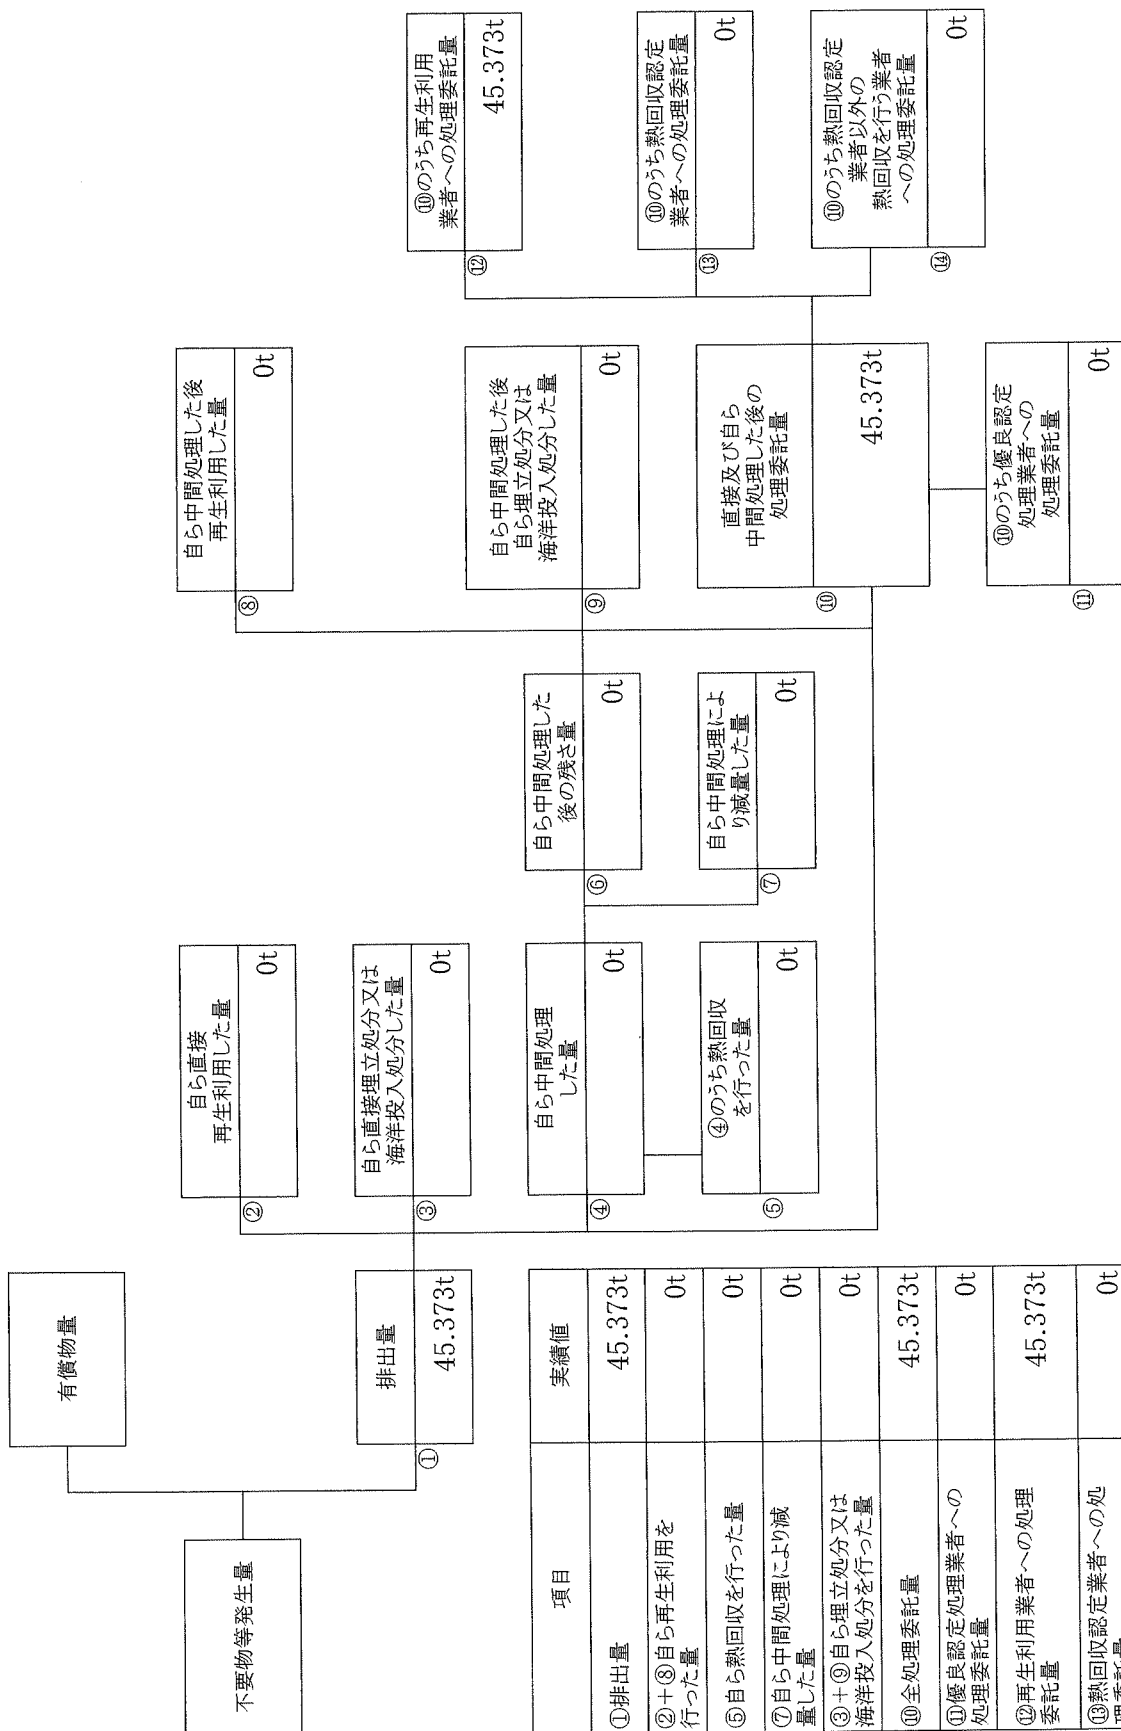 不要物等発生量
有償物量
排出量
①
45.373t
自ら直接
再生利用した量
②
0t
自ら直接埋立処分又は
海洋投入処分した量
③
0t
自ら中間処理
した量
④
0t
④のうち熱回収
を行った量
⑤
0t
自ら中間処理した
後の残さ量
⑥
0t
自ら中間処理によ
り減量した量
⑦
0t
自ら中間処理した後
再生利用した量
⑧
0t
自ら中間処理した後
自ら埋立処分又は
海洋投入処分した量
⑨
0t
直接及び自ら
中間処理した後の
処理委託量
⑩
45.373t
⑩のうち優良認定
処理業者への
処理委託量
⑪
0t
⑩のうち再生利用
業者への処理委託量
⑫
45.373t
⑩のうち熱回収認定
業者への処理委託量
⑬
0t
⑩のうち熱回収認定
業者以外の
熱回収を行う業者
への処理委託量
⑭
0t
項目 実績値
①排出量 45.373t
②+⑧自ら再生利用を
行った量 0t
⑤自ら熱回収を行った量 0t
⑦自ら中間処理により減
量した量 0t
③+⑨自ら埋立処分又は
海洋投入処分を行った量 0t
⑩全処理委託量 45.373t
⑪優良認定処理業者への
処理委託量 0t
⑫再生利用業者への処理
委託量 45.373t
⑬熱回収認定業者への処
理委託量 0t